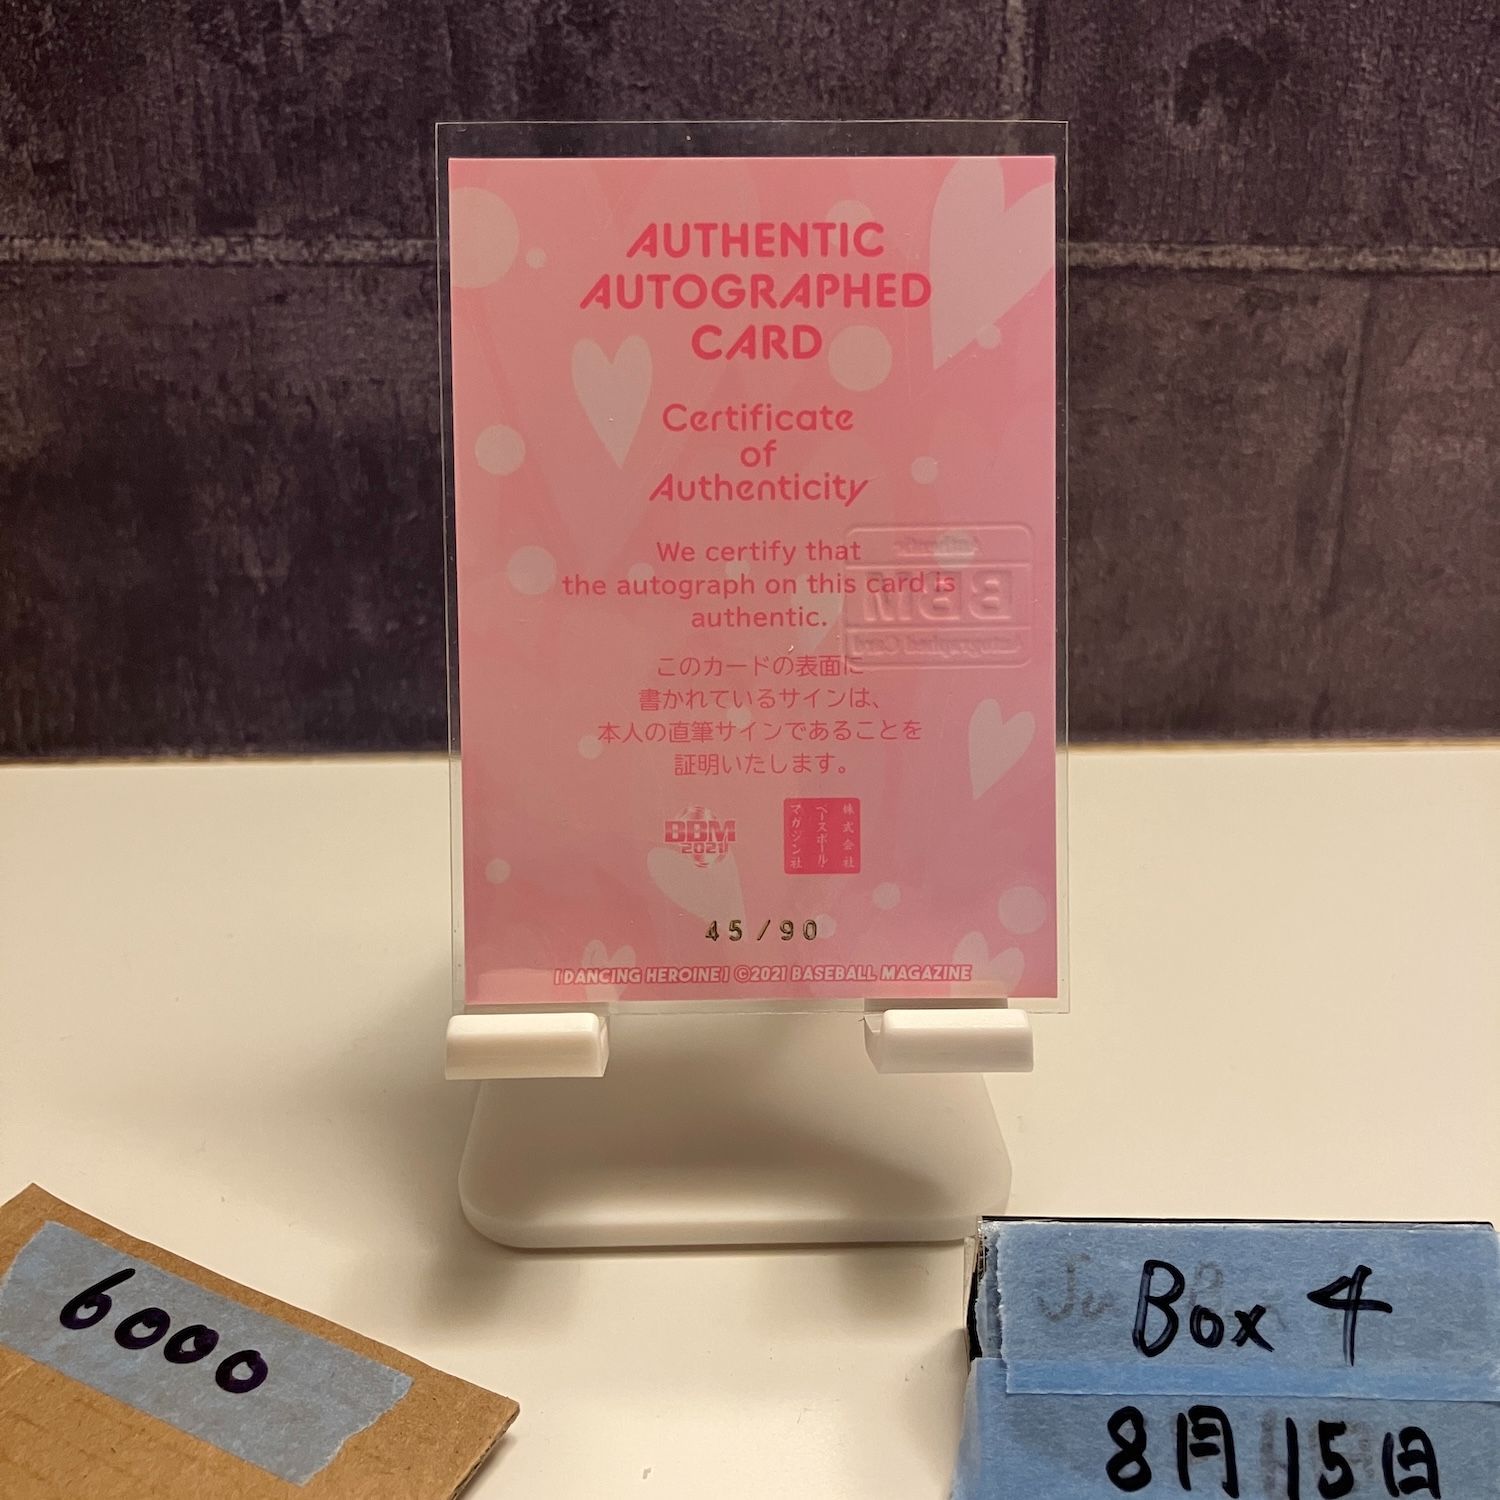 AUTHENTIC
AUTOGRAPHED
CARD
Certificate
of
Authenticity
We certify that
the autograph on this card is
authentic.
Authentic
BBM
Autographed Card
このカードの表面に
書かれているサインは、
本人の直筆サインであることを
証明いたします。
BBM
2021
株式会社
ベースボール・
マガジン社
45/90
[DANCING HEROINE] ©2021 BASEBALL MAGAZINE
6000
Box 4
8月15日